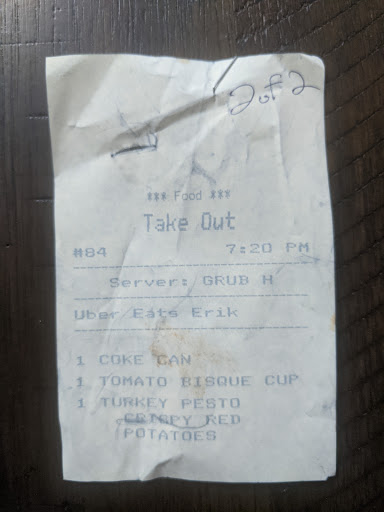 2 of 2
*** Food ***
Take Out
#84 7:20 PM
Server: GRUB H
Uber Eats Erik
1 COKE CAN
1 TOMATO BISQUE CUP
1 TURKEY PESTO
CRISPY RED
POTATOES